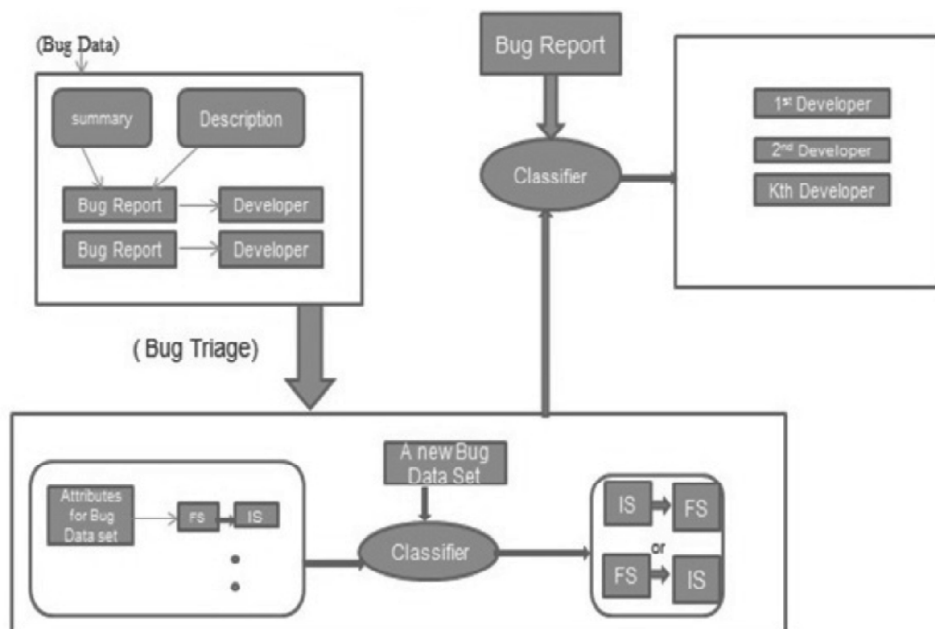 (Bug Data)
summary
Description
Bug Report
Developer
Bug Report
Developer
( Bug Triage)
Bug Report
Classifier
1st Developer
2nd Developer
Kth Developer
Attributes
for Bug
Data set
FS
IS
A new Bug
Data Set
Classifier
IS
FS
or
FS
IS